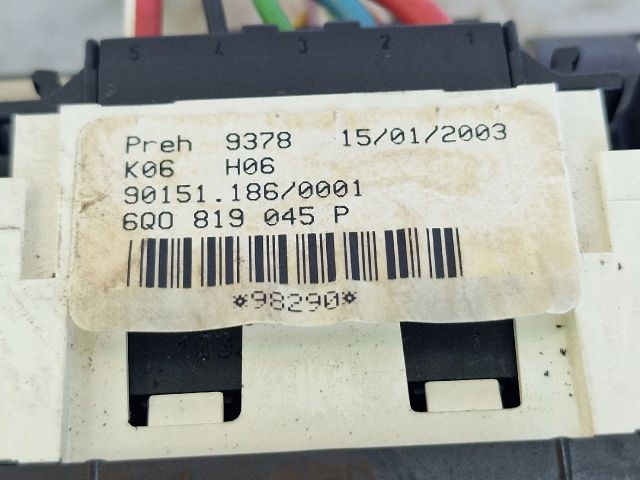 5 4 3 2 1
Preh 9378 15/01/2003
K06 H06
90151.186/0001
6Q0 819 045 P
*98290*